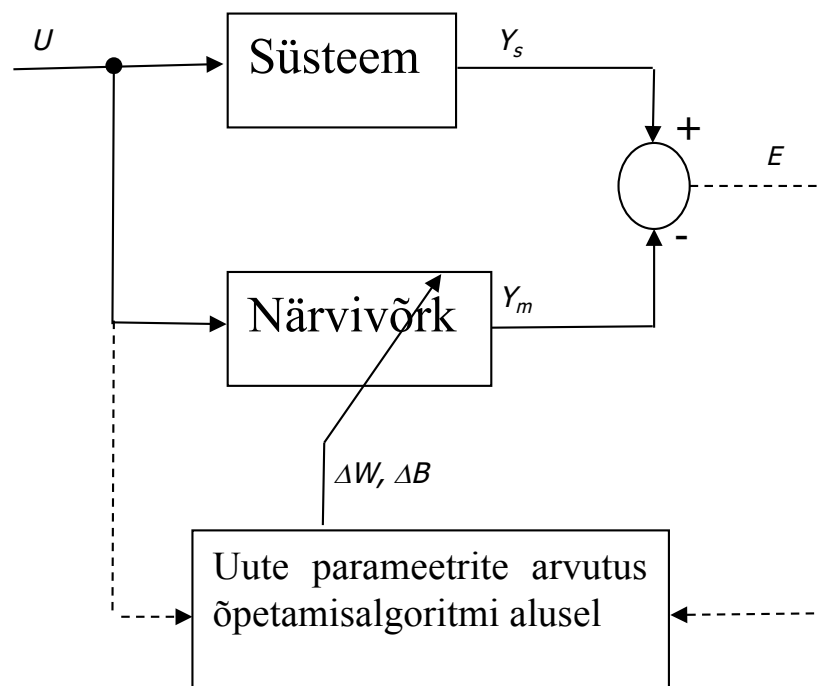 U
Süsteem
Yₛ
+
E
-
Närvivõrk
Yₘ
ΔW, ΔB
Uute parameetrite arvutus
õpetamisalgoritmi alusel